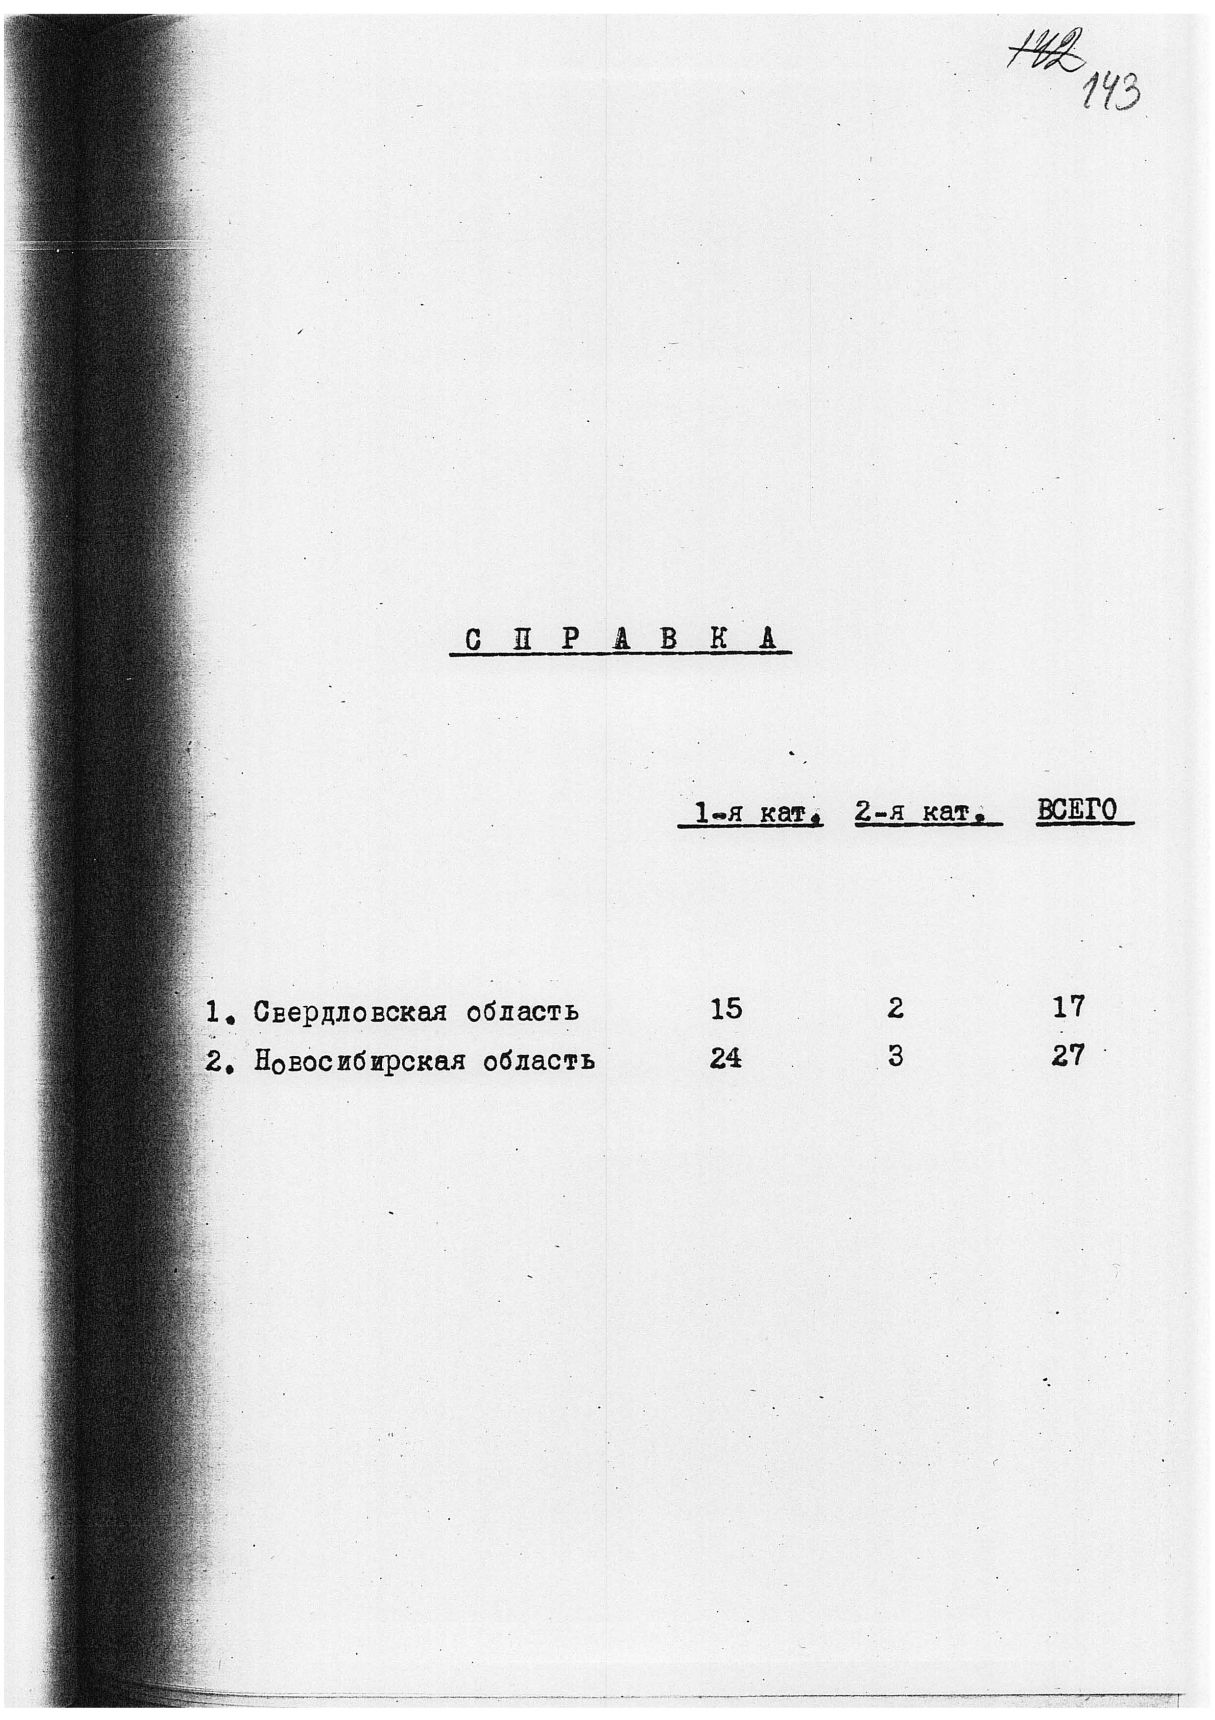 142
143
С П Р А В К А
1-я кат. 2-я кат. ВСЕГО
1. Свердловская область 15 2 17
2. Новосибирская область 24 3 27